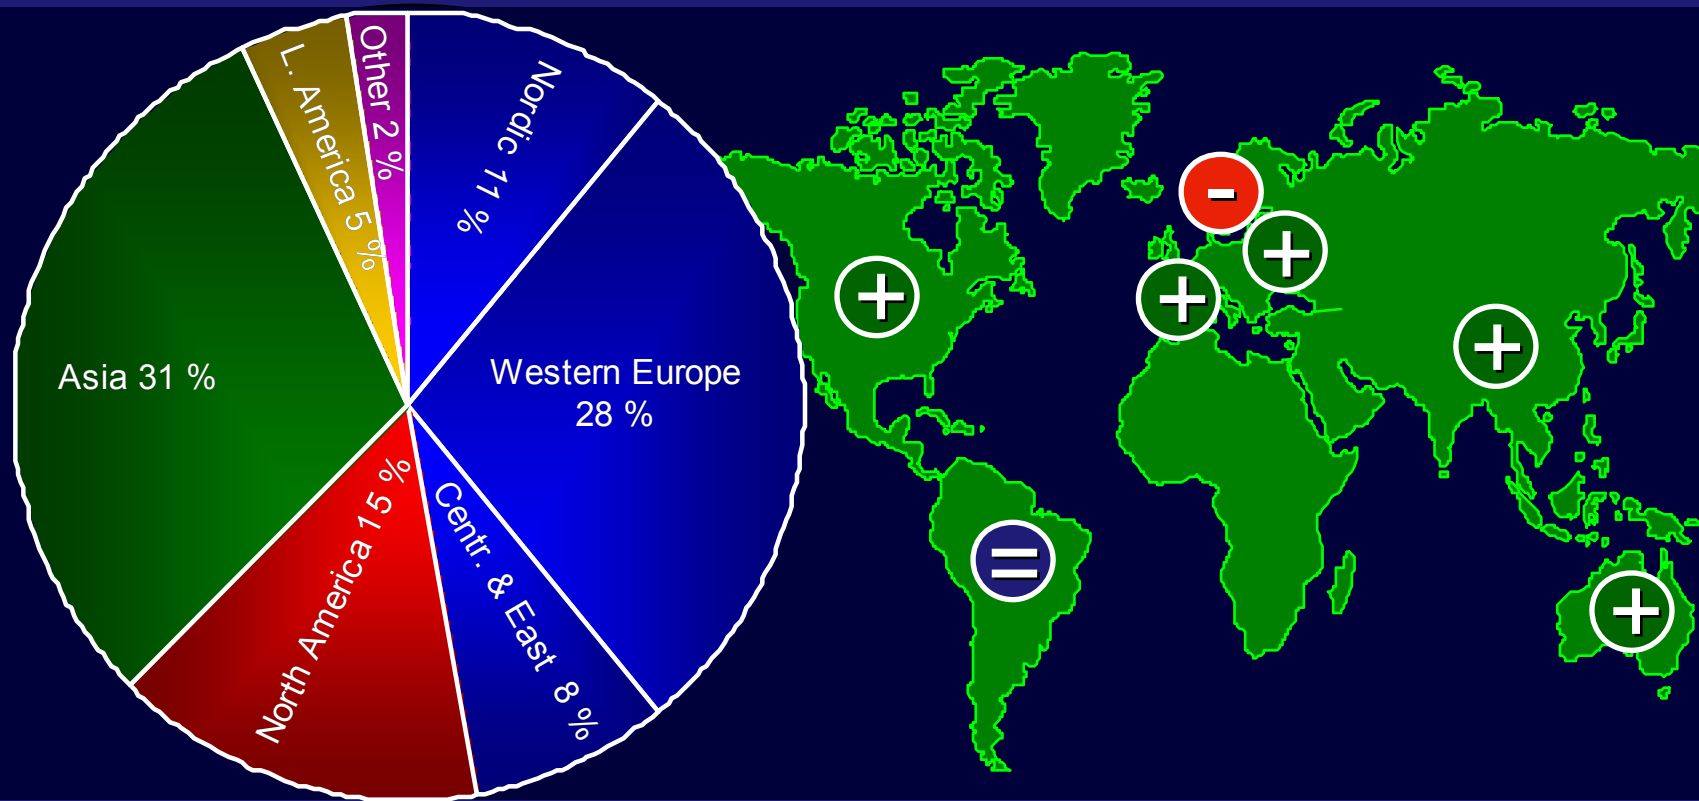 Nordic 11 %
Western Europe
28 %
Centr. & East 8 %
North America 15 %
Asia 31 %
L. America 5 %
Other 2 %
+
-
+
+
+
=
+